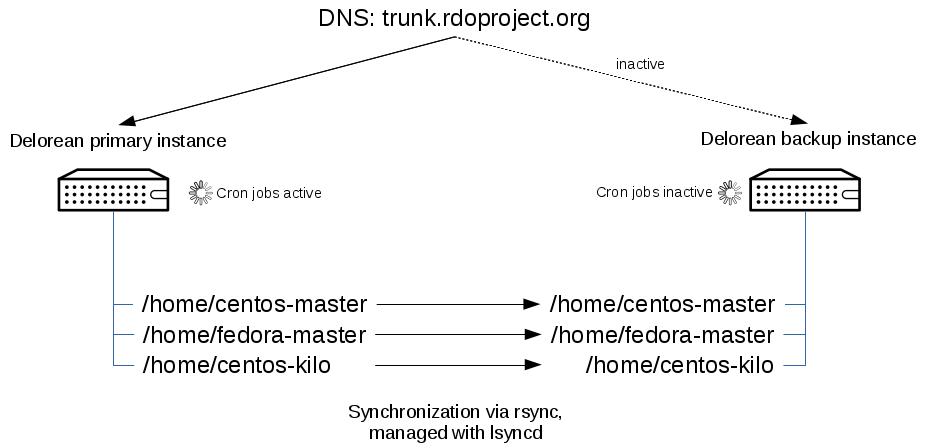 DNS: trunk.rdoproject.org
inactive
Delorean primary instance
Delorean backup instance
Cron jobs active
Cron jobs inactive
/home/centos-master
/home/centos-master
/home/fedora-master
/home/fedora-master
/home/centos-kilo
/home/centos-kilo
Synchronization via rsync,
managed with lsyncd